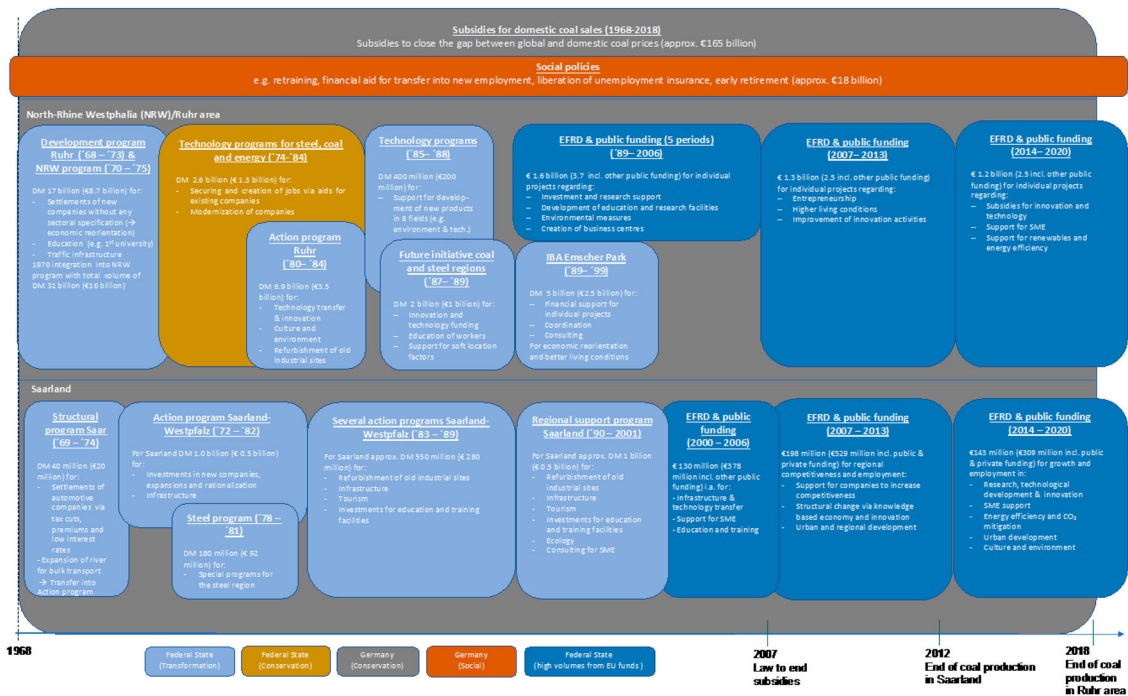 Subsidies for domestic coal sales (1968-2018)
Subsidies to close the gap between global and domestic coal prices (approx. €165 billion)
Social policies
e.g. retraining, financial aid for transfer into new employment, liberation of unemployment insurance, early retirement (approx. €18 billion)
North-Rhine Westphalia (NRW)/Ruhr area
Development program
Ruhr (´68 – ´73) &
NRW program (´70 – ´75)
DM 17 billion (€8.7 billion) for:
- Settlements of new
companies without any
sectoral specification (→
economic reorientation)
- Education (e.g. 1st university)
- Traffic infrastructure
1970 integration into NRW
program with total volume of
DM 31 billion (€16 billion)
Technology programs for steel, coal
and energy (´74-´84)
DM 2.6 billion (€ 1.3 billion) for:
- Securing and creation of jobs via aids for
existing companies
- Modernization of companies
Action program
Ruhr
(´80– ´84)
DM 6.9 billion (€3.5
billion) for:
- Technology transfer
& innovation
- Culture and
environment
- Refurbishment of old
industrial sites
Technology programs
(´85– ´88)
DM 400 million (€200
million) for:
– Support for develop-
ment of new products
in 8 fields (e.g.
environment & tech.)
Future initiative coal
and steel regions
(´87– ´89)
DM 2 billion (€1 billion) for:
– Innovation and
technology funding
– Education of workers
– Support for soft location
factors
EFRD & public funding (5 periods)
(´89– 2006)
€ 1.6 billion (3.7 incl. other public funding) for individual
projects regarding:
– Investment and research support
– Development of education and research facilities
– Environmental measures
– Creation of business centres
IBA Emscher Park
(´89– ´99)
DM 5 billion (€2.5 billion) for:
– Financial support for
individual projects
– Coordination
– Consulting
For economic reorientation
and better living conditions
EFRD & public funding
(2007– 2013)
€ 1.3 billion (2.5 incl. other public funding)
for individual projects regarding:
– Entrepreneurship
– Higher living conditions
– Improvement of innovation activities
EFRD & public funding
(2014– 2020)
€ 1.2 billion (2.5 incl. other public
funding) for individual projects
regarding:
– Subsidies for innovation and
technology
– Support for SME
– Support for renewables and
energy efficiency
Saarland
Structural
program Saar
(´69 – ´74)
DM 40 million (€20
million) for:
- Settlements of
automotive
companies via
tax cuts,
premiums and
low interest
rates
- Expansion of river
for bulk transport
→ Transfer into
Action program
Action program Saarland-
Westpfalz (´72 – ´82)
For Saarland DM 1.0 billion (€ 0.5 billion)
for:
- Investments in new companies,
expansions and rationalization
- Infrastructure
Steel program (´78 –
´81)
DM 180 million (€ 92
million) for:
- Special programs for
the steel region
Several action programs Saarland-
Westpfalz (´83 – ´89)
For Saarland approx. DM 550 million (€ 280
million) for:
- Refurbishment of old industrial sites
- Infrastructure
- Tourism
- Investments for education and training
facilities
Regional support program
Saarland (´90 – 2001)
For Saarland approx. DM 1 billion
(€ 0.5 billion) for:
- Refurbishment of old
industrial sites
- Infrastructure
- Tourism
- Investments for education
and training facilities
- Ecology
- Consulting for SME
EFRD & public
funding
(2000 – 2006)
€ 130 million (€378
million incl. other public
funding) i.a. for:
- Infrastructure &
technology transfer
- Support for SME
- Education and training
EFRD & public funding
(2007 – 2013)
€198 million (€529 million incl. public &
private funding) for regional
competitiveness and employment:
- Support for companies to increase
competitiveness
- Structural change via knowledge
based economy and innovation
- Urban and regional development
EFRD & public funding
(2014 – 2020)
€143 million (€309 million incl. public
& private funding) for growth and
employment in:
- Research, technological
development & innovation
- SME support
- Energy efficiency and CO₂
mitigation
- Urban development
- Culture and environment
1968
Federal State
(Transformation)
Federal State
(Conservation)
Germany
(Conservation)
Germany
(Social)
Federal State
(high volumes from EU funds)
2007
Law to end
subsidies
2012
End of coal production
in Saarland
2018
End of coal
production
in Ruhr area